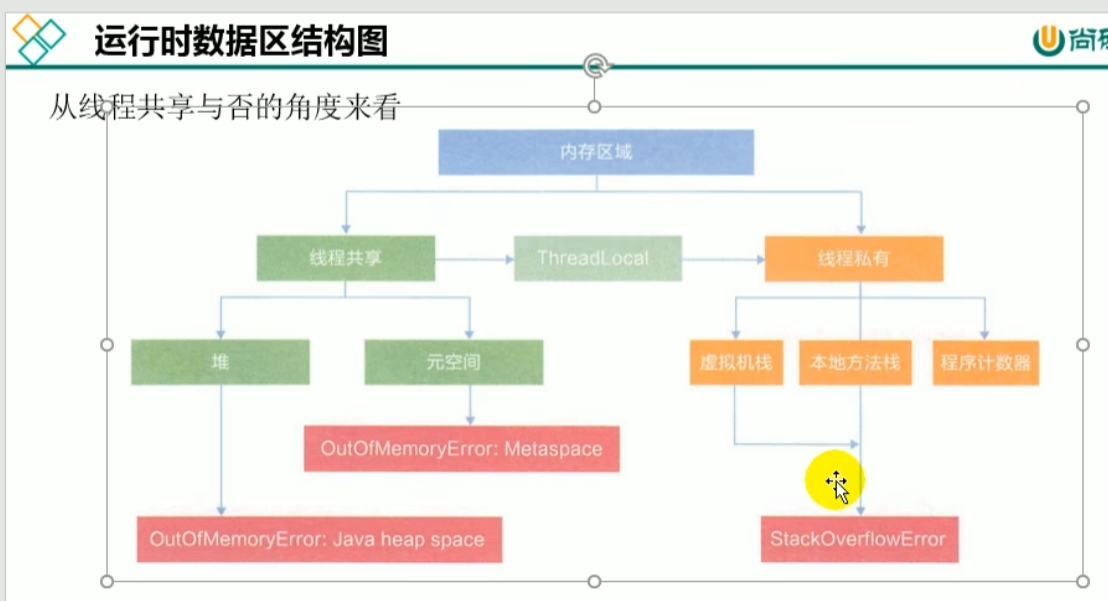 运行时数据区结构图
尚
从线程共享与否的角度来看
内存区域
线程共享
ThreadLocal
线程私有
堆
元空间
虚拟机栈
本地方法栈
程序计数器
OutOfMemoryError: Metaspace
OutOfMemoryError: Java heap space
StackOverflowError